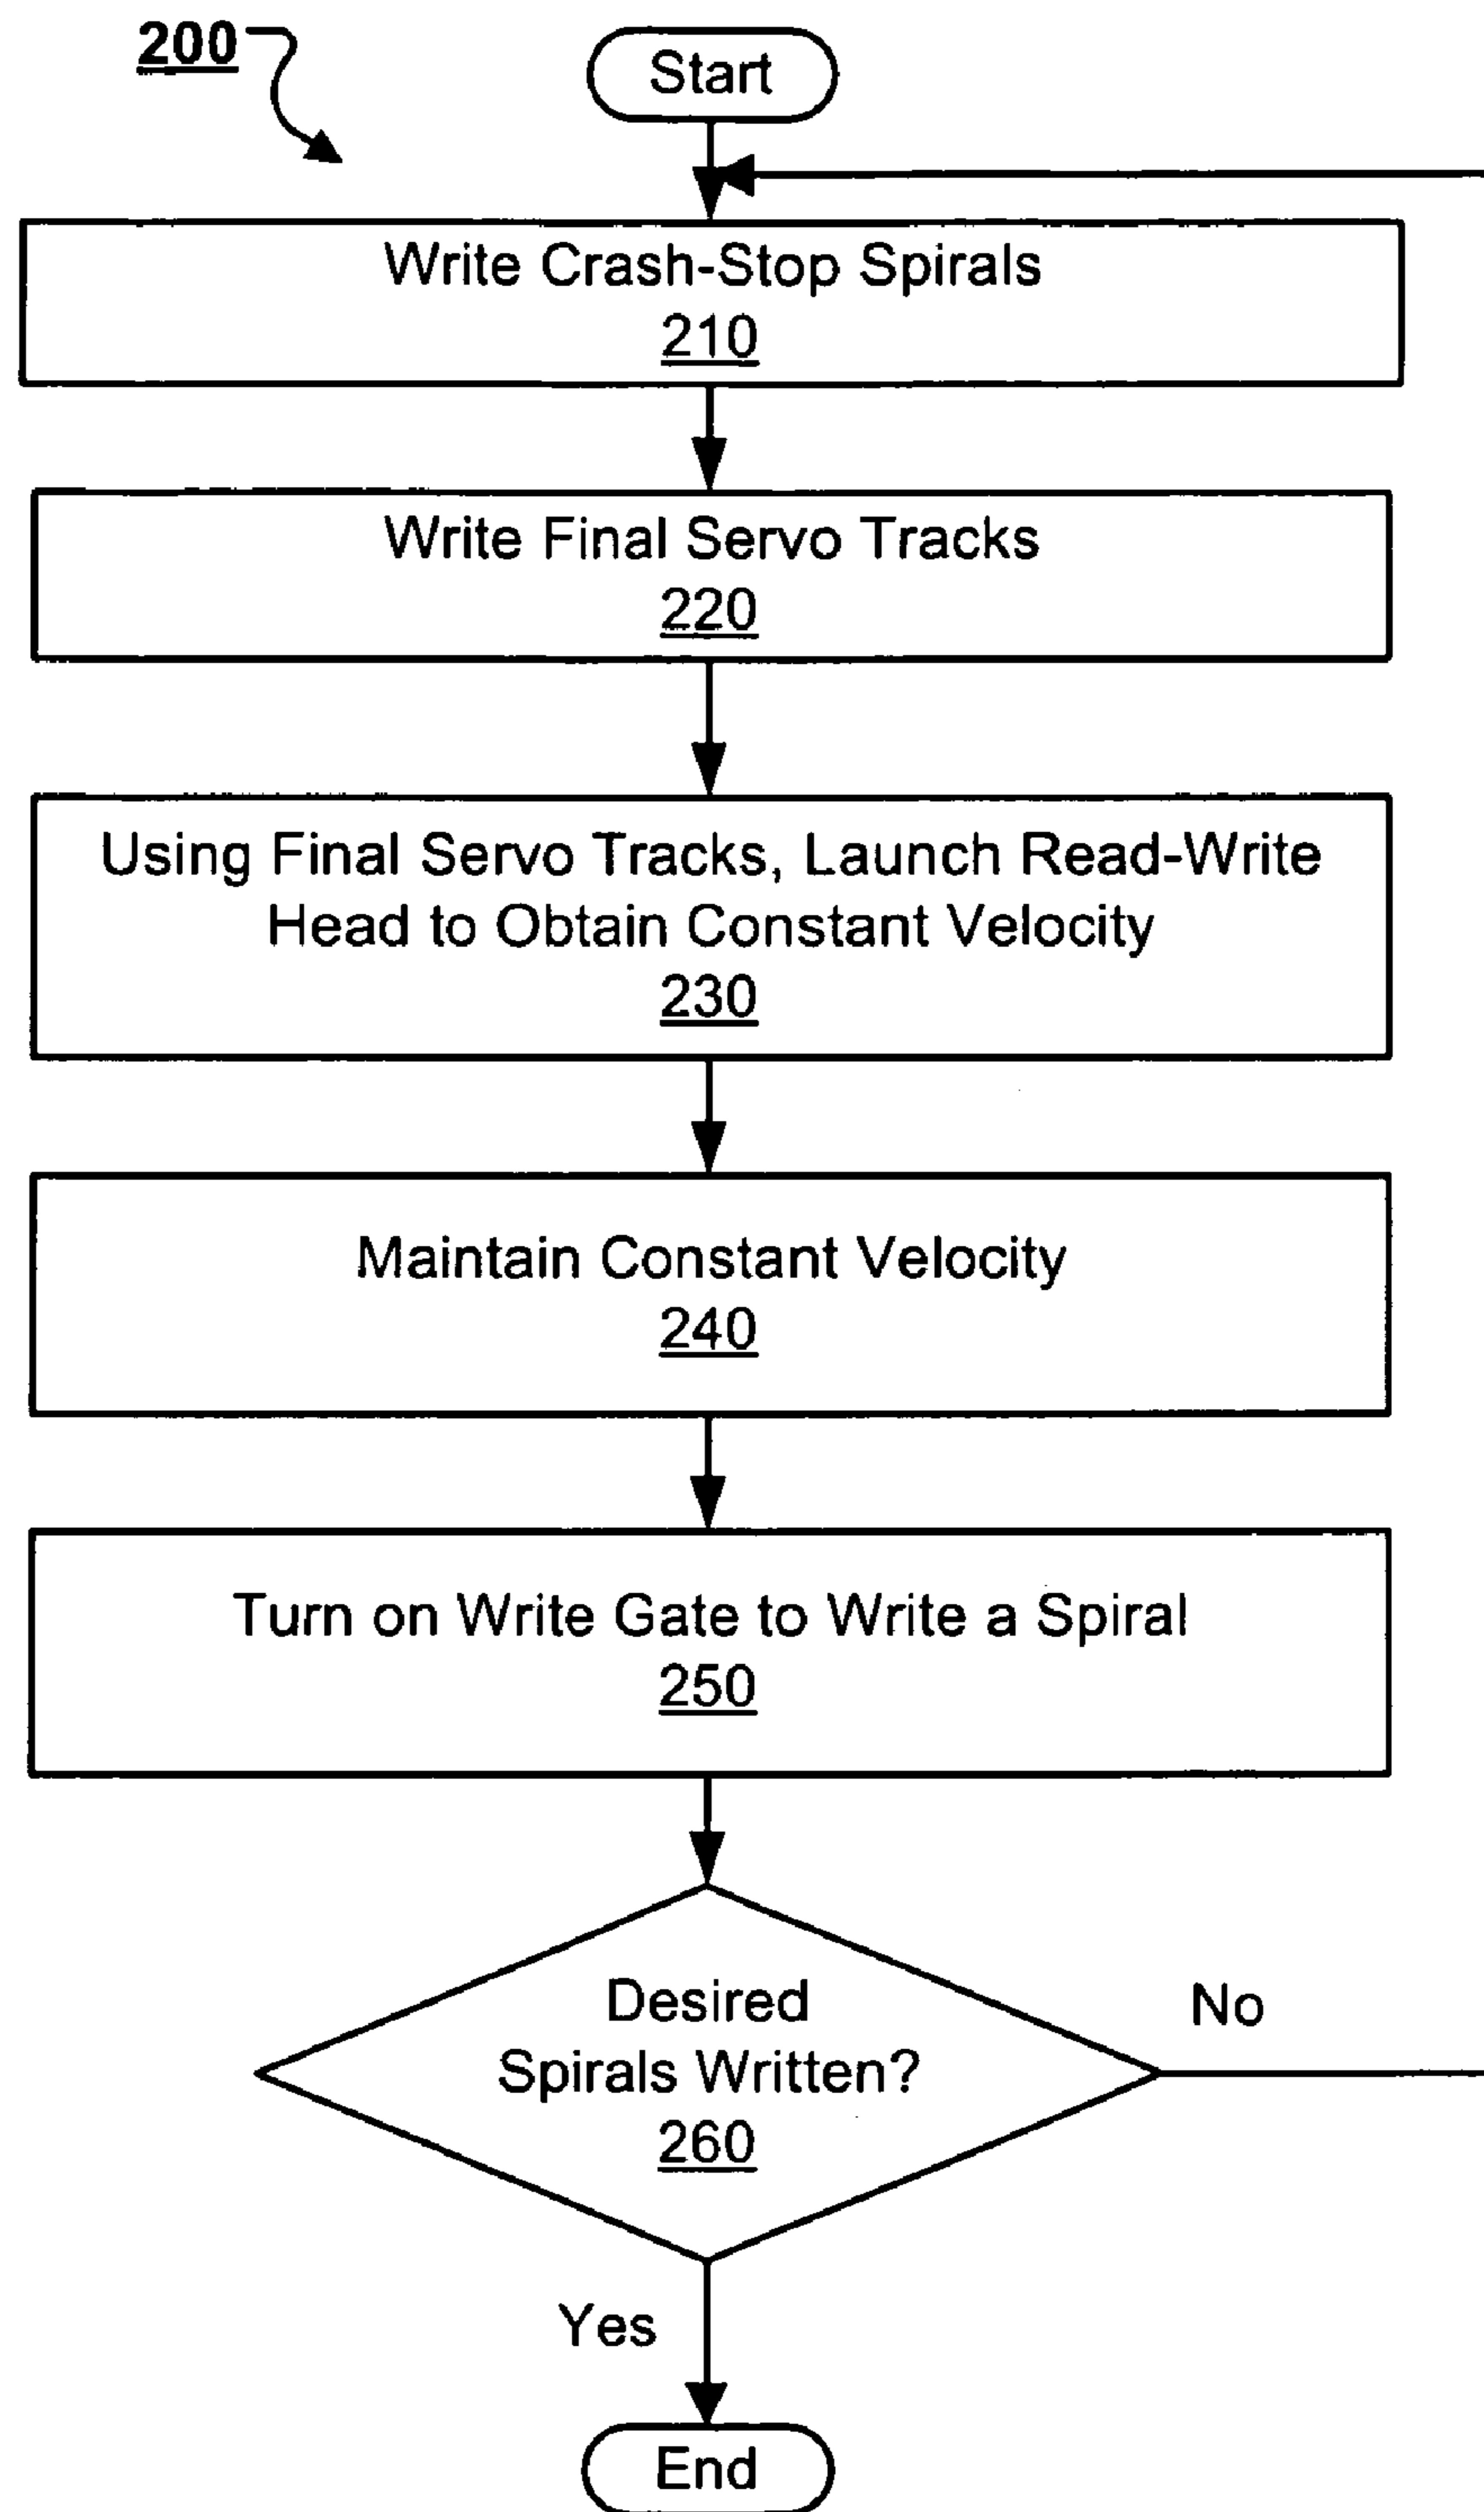 200
Start
Write Crash-Stop Spirals
210
Write Final Servo Tracks
220
Using Final Servo Tracks, Launch Read-Write
Head to Obtain Constant Velocity
230
Maintain Constant Velocity
240
Turn on Write Gate to Write a Spiral
250
Desired
Spirals Written?
260
No
Yes
End